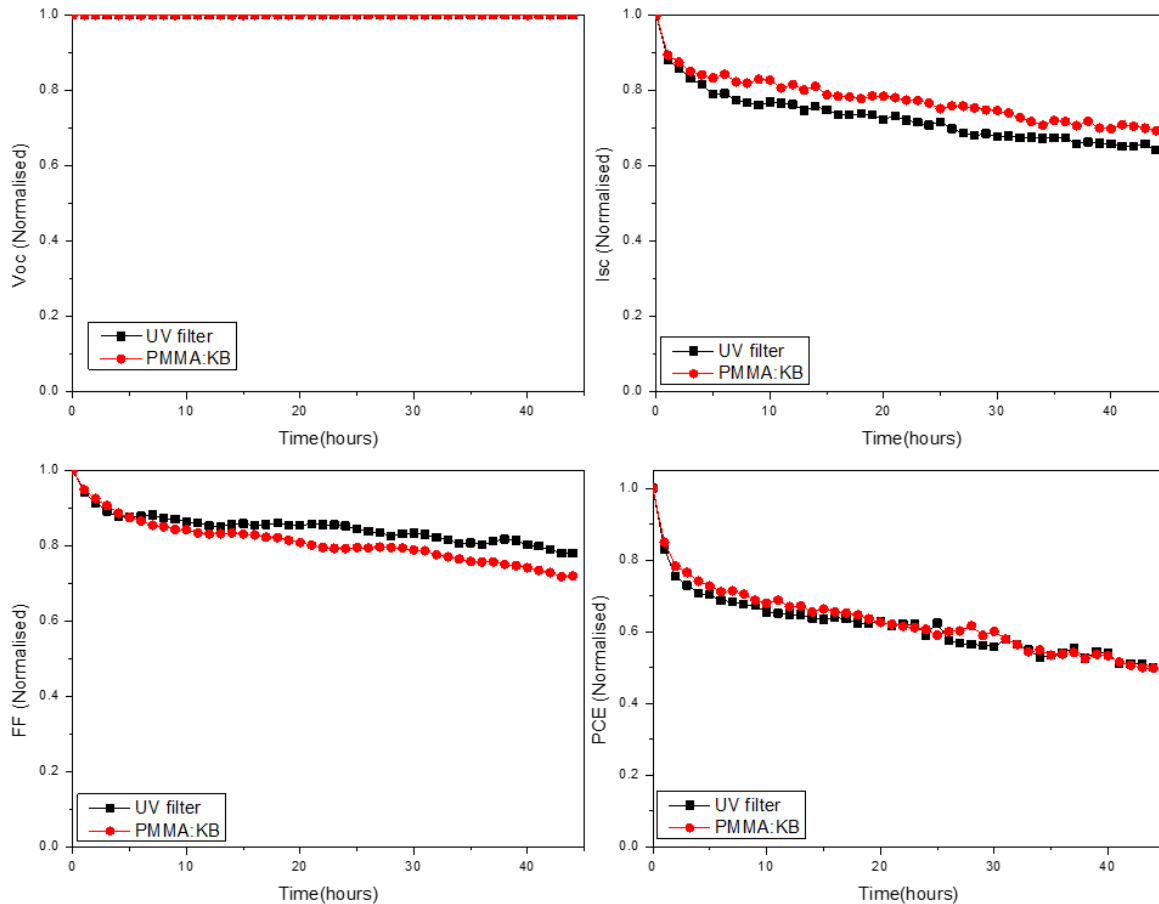 Voc (Normalised)
1.0
0.8
0.6
0.4
0.2
0.0
UV filter
PMMA:KB
0
10
20
30
40
Time(hours)
Isc (Normalised)
1.0
0.8
0.6
0.4
0.2
0.0
UV filter
PMMA:KB
0
10
20
30
40
Time(hours)
FF (Normalised)
1.0
0.8
0.6
0.4
0.2
0.0
UV filter
PMMA:KB
0
10
20
30
40
Time(hours)
PCE (Normalised)
1.0
0.8
0.6
0.4
0.2
0.0
UV filter
PMMA:KB
0
10
20
30
40
Time(hours)